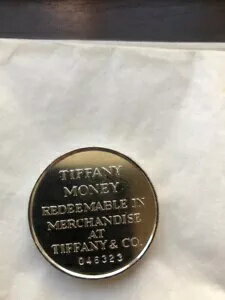 TIFFANY
MONEY
REDEEMABLE IN
MERCHANDISE
AT
TIFFANY & CO.
046323